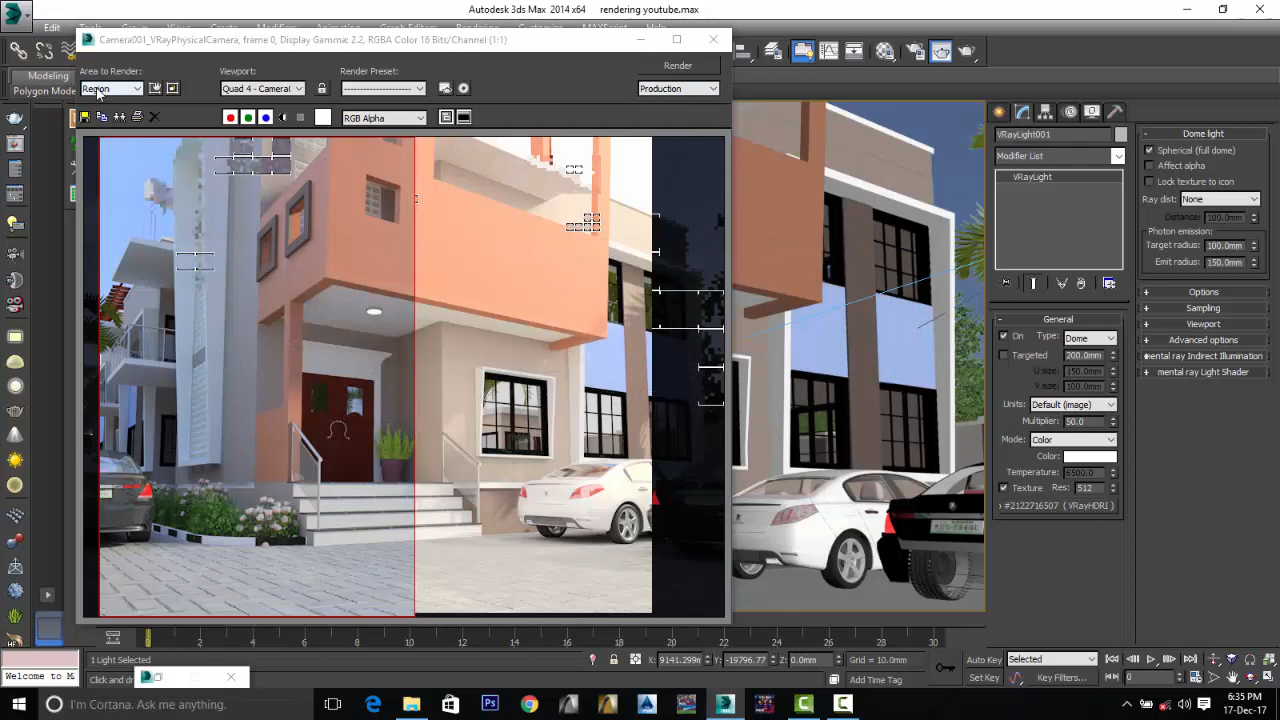 Autodesk 3ds Max 2014 x64 rendering youtube.max
Edit
Camera001_VRayPhysicalCamera, frame 0, Display Gamma: 2.2, RGBA Color 16 Bits/Channel (1:1)
Area to Render:
Viewport:
Render Preset:
Render
Region
Quad 4 - Camera
Production
RGB Alpha
Modeling
Polygon Mode
VRayLight001
Modifier List
VRayLight
General
On Type: Dome
Targeted 200.0mm
U size: 150.0mm
V size: 100.0mm
Units: Default (image)
Multiplier: 50.0
Mode: Color
Color:
Temperature: 6500.0
Texture Res: 512
#2122716507 ( VRayHDRI )
Dome light
Spherical (full dome)
Affect alpha
Lock texture to icon
Ray dist: None
Distance: 100.0mm
Photon emission:
Target radius: 100.0mm
Emit radius: 150.0mm
Options
Sampling
Viewport
Advanced options
mental ray Indirect Illumination
mental ray Light Shader
0 2 4 6 8 10 12 14 16 18 20 22 24 26 28 30
1 Light Selected
X: 9141.299m Y: -19796.77 Z: 0.0mm Grid = 10.0mm
Auto Key Selected
Welcome to M
Click and dr
Add Time Tag
Set Key Key Filters... 0
I'm Cortana. Ask me anything.
6:35 PM
17-Dec-17